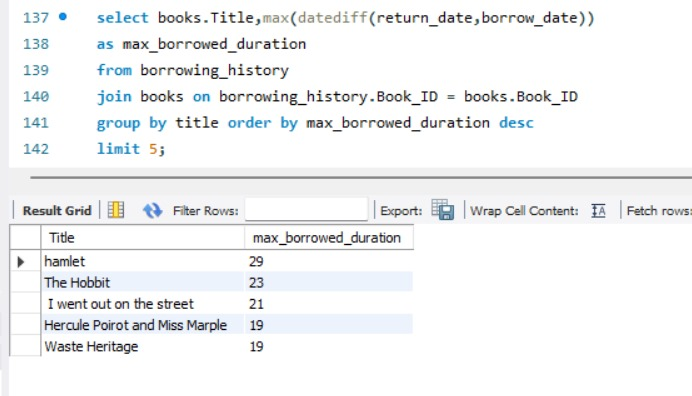 137 select books.Title,max(datediff(return_date,borrow_date))
138 as max_borrowed_duration
139 from borrowing_history
140 join books on borrowing_history.Book_ID = books.Book_ID
141 group by title order by max_borrowed_duration desc
142 limit 5;
Result Grid Filter Rows: Export: Wrap Cell Content: Fetch rows:
Title max_borrowed_duration
hamlet 29
The Hobbit 23
I went out on the street 21
Hercule Poirot and Miss Marple 19
Waste Heritage 19